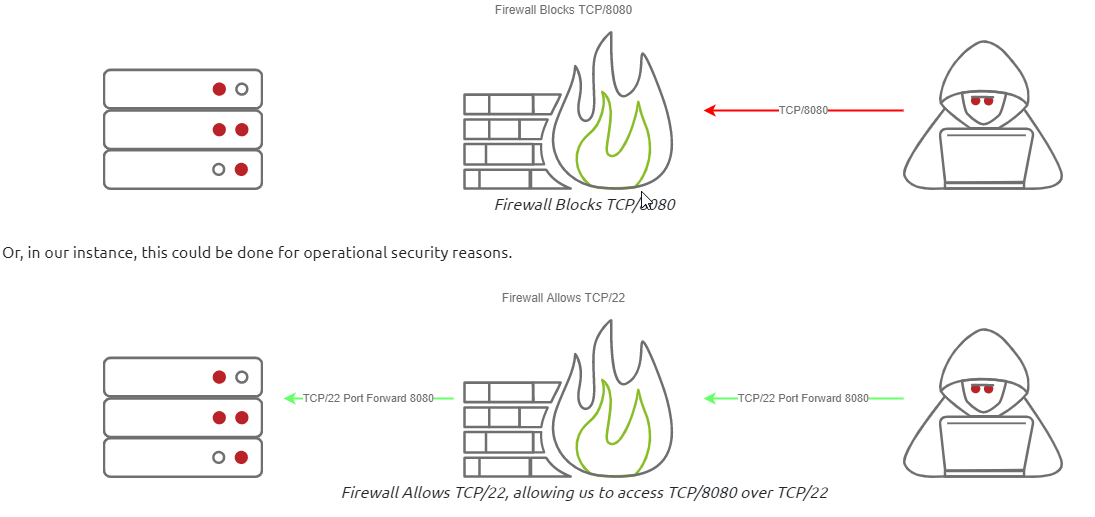 Firewall Blocks TCP/8080
TCP/8080
Firewall Blocks TCP/8080
Or, in our instance, this could be done for operational security reasons.
Firewall Allows TCP/22
TCP/22 Port Forward 8080
TCP/22 Port Forward 8080
Firewall Allows TCP/22, allowing us to access TCP/8080 over TCP/22